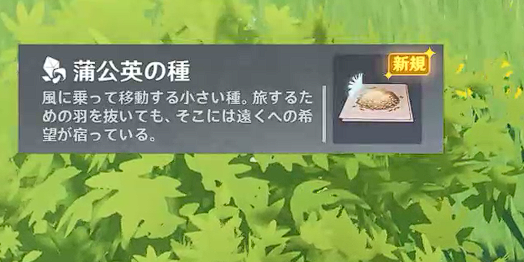 蒲公英の種
新規
風に乗って移動する小さい種。旅するた
めの羽を抜いても、そこには遠くへの希
望が宿っている。